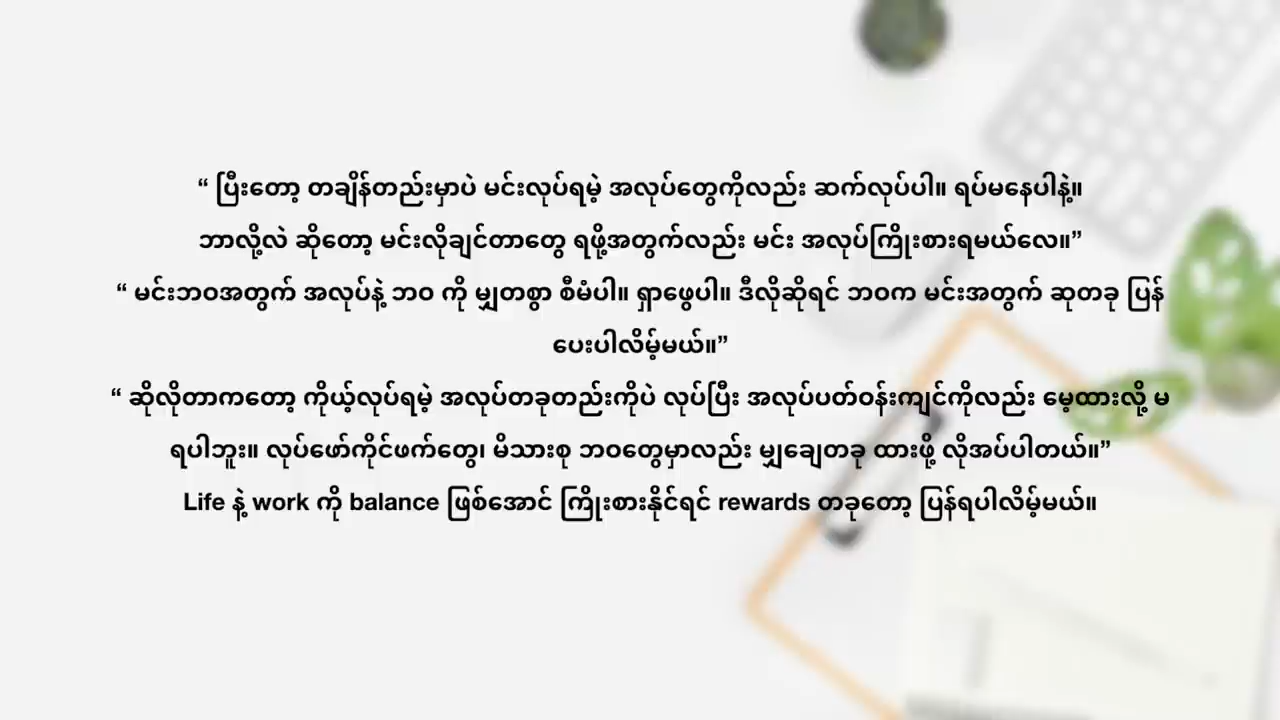 “ ပြီးတော့ တချိန်တည်းမှာပဲ မင်းလုပ်ရမဲ့ အလုပ်တွေကိုလည်း ဆက်လုပ်ပါ။ ရပ်မနေပါနဲ့။
ဘာလို့လဲ ဆိုတော့ မင်းလိုချင်တာတွေ ရဖို့အတွက်လည်း မင်း အလုပ်ကြိုးစားရမယ်လေ။”
“ မင်းဘဝအတွက် အလုပ်နဲ့ ဘဝ ကို မျှတစွာ စီမံပါ။ ရှာဖွေပါ။ ဒီလိုဆိုရင် ဘဝက မင်းအတွက် ဆုတခု ပြန်
ပေးပါလိမ့်မယ်။”
“ ဆိုလိုတာကတော့ ကိုယ့်လုပ်ရမဲ့ အလုပ်တခုတည်းကိုပဲ လုပ်ပြီး အလုပ်ပတ်ဝန်းကျင်ကိုလည်း မေ့ထားလို့ မ
ရပါဘူး။ လုပ်ဖော်ကိုင်ဖက်တွေ၊ မိသားစု ဘဝတွေမှာလည်း မျှချေတခု ထားဖို့ လိုအပ်ပါတယ်။”
Life နဲ့ work ကို balance ဖြစ်အောင် ကြိုးစားနိုင်ရင် rewards တခုတော့ ပြန်ရပါလိမ့်မယ်။